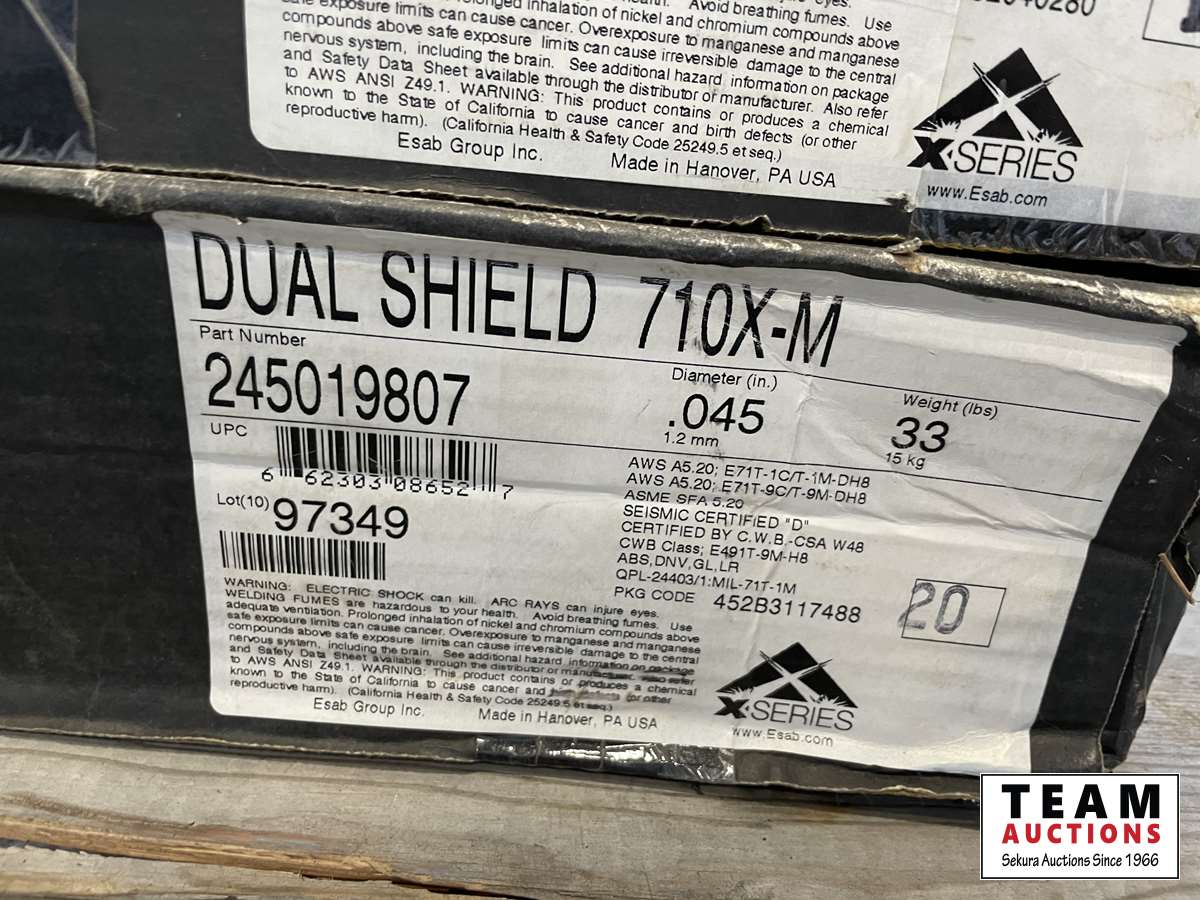 Avoid breathing fumes. Use
inhalation of nickel and chromium compounds above
exposure limits can cause cancer. Overexposure to manganese and manganese
compounds above safe exposure limits can cause irreversible damage to the central
nervous system, including the brain. See additional hazard information on package
and Safety Data Sheet available through the distributor or manufacturer. Also refer
to AWS ANSI Z49.1. WARNING: This product contains or produces a chemical
known to the State of California to cause cancer and birth defects (or other
reproductive harm). (California Health & Safety Code 25249.5 et seq.)
Esab Group Inc. Made in Hanover, PA USA
X-SERIES
www.Esab.com
DUAL SHIELD 710X-M
Part Number
245019807
Diameter (in.)
.045
1.2 mm
Weight (lbs)
33
15 kg
UPC
6 62303 08652 7
Lot(10) 97349
AWS A5.20; E71T-1C/T-1M-DH8
AWS A5.20; E71T-9C/T-9M-DH8
ASME SFA 5.20
SEISMIC CERTIFIED "D"
CERTIFIED BY C.W.B.-CSA W48
CWB Class; E491T-9M-H8
ABS,DNV,GL,LR
QPL-24403/1:MIL-71T-1M
PKG CODE 452B3117488
20
WARNING: ELECTRIC SHOCK can kill. ARC RAYS can injure eyes.
WELDING FUMES are hazardous to your health. Avoid breathing fumes. Use
adequate ventilation. Prolonged inhalation of nickel and chromium compounds above
safe exposure limits can cause cancer. Overexposure to manganese and manganese
compounds above safe exposure limits can cause irreversible damage to the central
nervous system, including the brain. See additional hazard information on package
and Safety Data Sheet available through the distributor or manufacturer. Also refer
to AWS ANSI Z49.1. WARNING: This product contains or produces a chemical
known to the State of California to cause cancer and birth defects (or other
reproductive harm). (California Health & Safety Code 25249.5 et seq.)
Esab Group Inc. Made in Hanover, PA USA
X-SERIES
www.Esab.com
TEAM
AUCTIONS
Sekura Auctions Since 1966